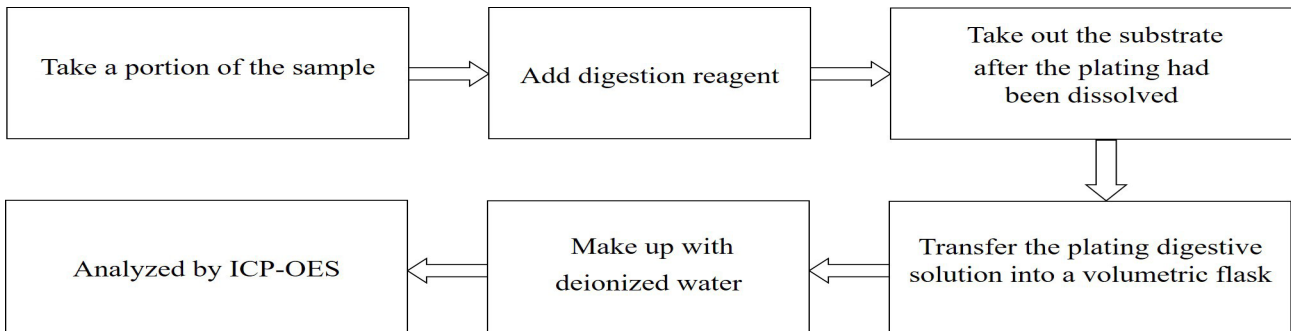 Take a portion of the sample
Add digestion reagent
Take out the substrate
after the plating had
been dissolved
Transfer the plating digestive
solution into a volumetric flask
Make up with
deionized water
Analyzed by ICP-OES